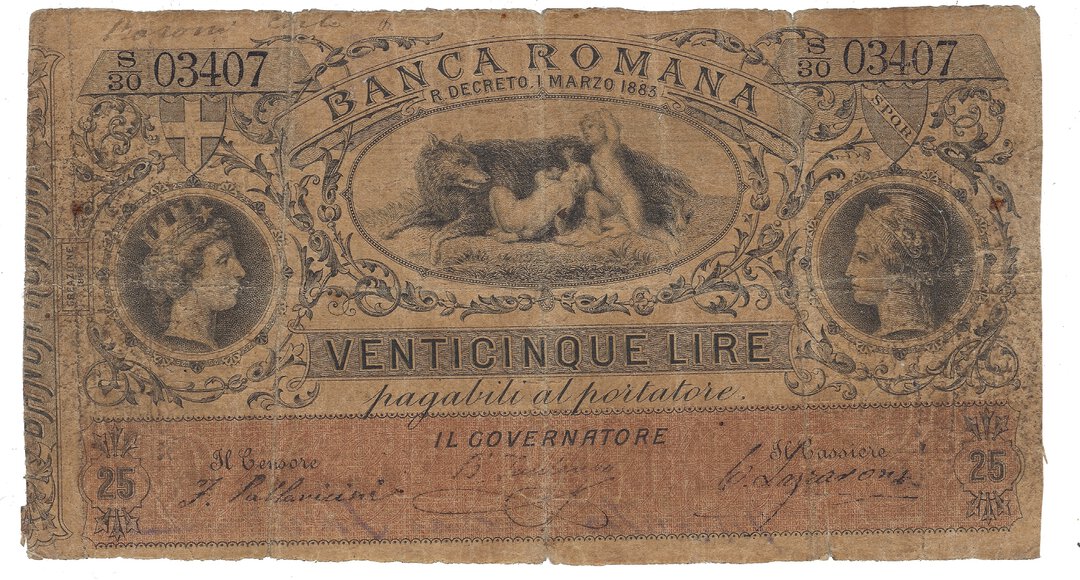 S/30 03407
S/30 03407
BANCA ROMANA
R. DECRETO. 1 MARZO 1883
SPQR
VENTICINQUE LIRE
pagabili al portatore.
IL GOVERNATORE
Il Censore
Il Cassiere
F. Pallavicini
25
25